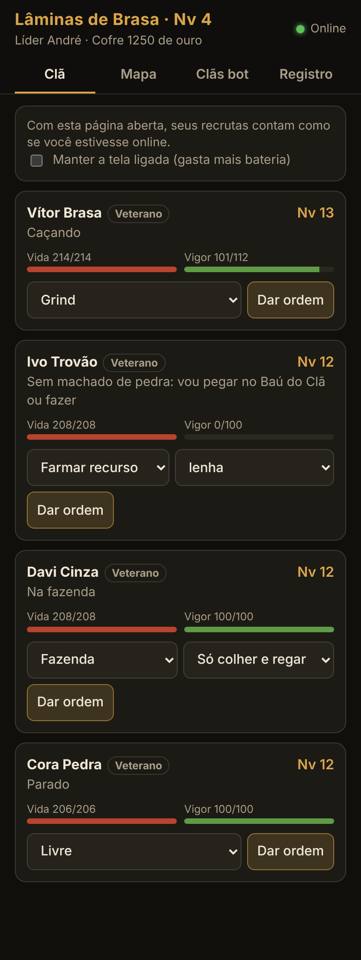 Lâminas de Brasa · Nv 4
Líder André · Cofre 1250 de ouro
Online
Clã
Mapa
Clãs bot
Registro
Com esta página aberta, seus recrutas contam como
se você estivesse online.
Manter a tela ligada (gasta mais bateria)
Vítor Brasa Veterano Nv 13
Caçando
Vida 214/214 Vigor 101/112
Grind Dar ordem
Ivo Trovão Veterano Nv 12
Sem machado de pedra: vou pegar no Baú do Clã
ou fazer
Vida 208/208 Vigor 0/100
Farmar recurso lenha
Dar ordem
Davi Cinza Veterano Nv 12
Na fazenda
Vida 208/208 Vigor 100/100
Fazenda Só colher e regar
Dar ordem
Cora Pedra Veterano Nv 12
Parado
Vida 206/206 Vigor 100/100
Livre Dar ordem